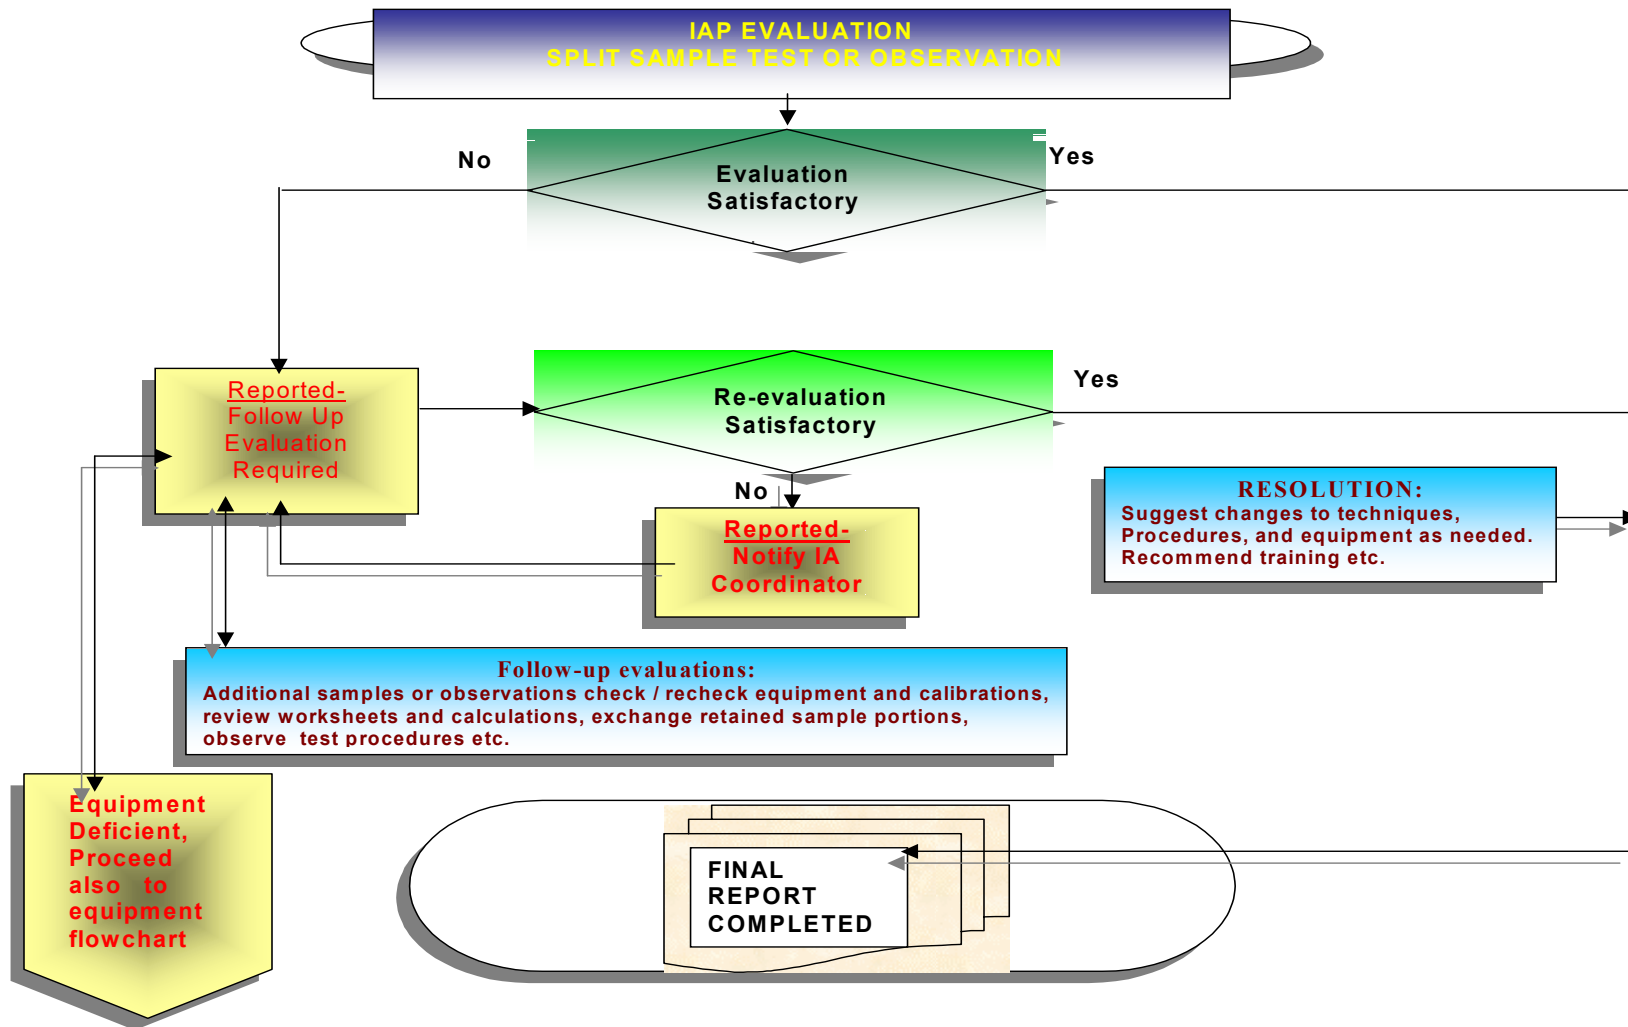 IAP EVALUATION
SPLIT SAMPLE TEST OR OBSERVATION
No
Yes
Evaluation
Satisfactory
Reported-
Follow Up
Evaluation
Required
Yes
Re-evaluation
Satisfactory
No
Reported-
Notify IA
Coordinator
RESOLUTION:
Suggest changes to techniques,
Procedures, and equipment as needed.
Recommend training etc.
Follow-up evaluations:
Additional samples or observations check / recheck equipment and calibrations,
review worksheets and calculations, exchange retained sample portions,
observe test procedures etc.
Equipment
Deficient,
Proceed
also to
equipment
flowchart
FINAL
REPORT
COMPLETED